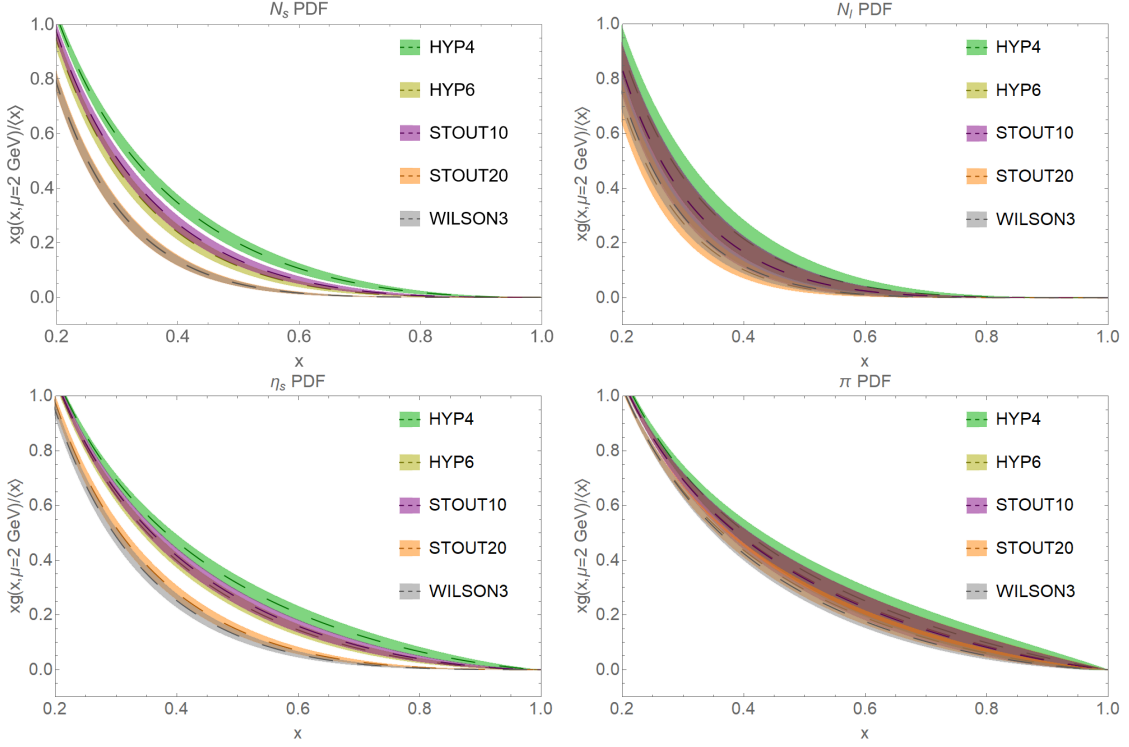 N_s PDF
xg(x,μ=2 GeV)/⟨x⟩
1.0
0.8
0.6
0.4
0.2
0.0
HYP4
HYP6
STOUT10
STOUT20
WILSON3
0.2 0.4 0.6 0.8 1.0
x
N_l PDF
xg(x,μ=2 GeV)/⟨x⟩
1.0
0.8
0.6
0.4
0.2
0.0
HYP4
HYP6
STOUT10
STOUT20
WILSON3
0.2 0.4 0.6 0.8 1.0
x
η_s PDF
xg(x,μ=2 GeV)/⟨x⟩
1.0
0.8
0.6
0.4
0.2
0.0
HYP4
HYP6
STOUT10
STOUT20
WILSON3
0.2 0.4 0.6 0.8 1.0
x
π PDF
xg(x,μ=2 GeV)/⟨x⟩
1.0
0.8
0.6
0.4
0.2
0.0
HYP4
HYP6
STOUT10
STOUT20
WILSON3
0.2 0.4 0.6 0.8 1.0
x